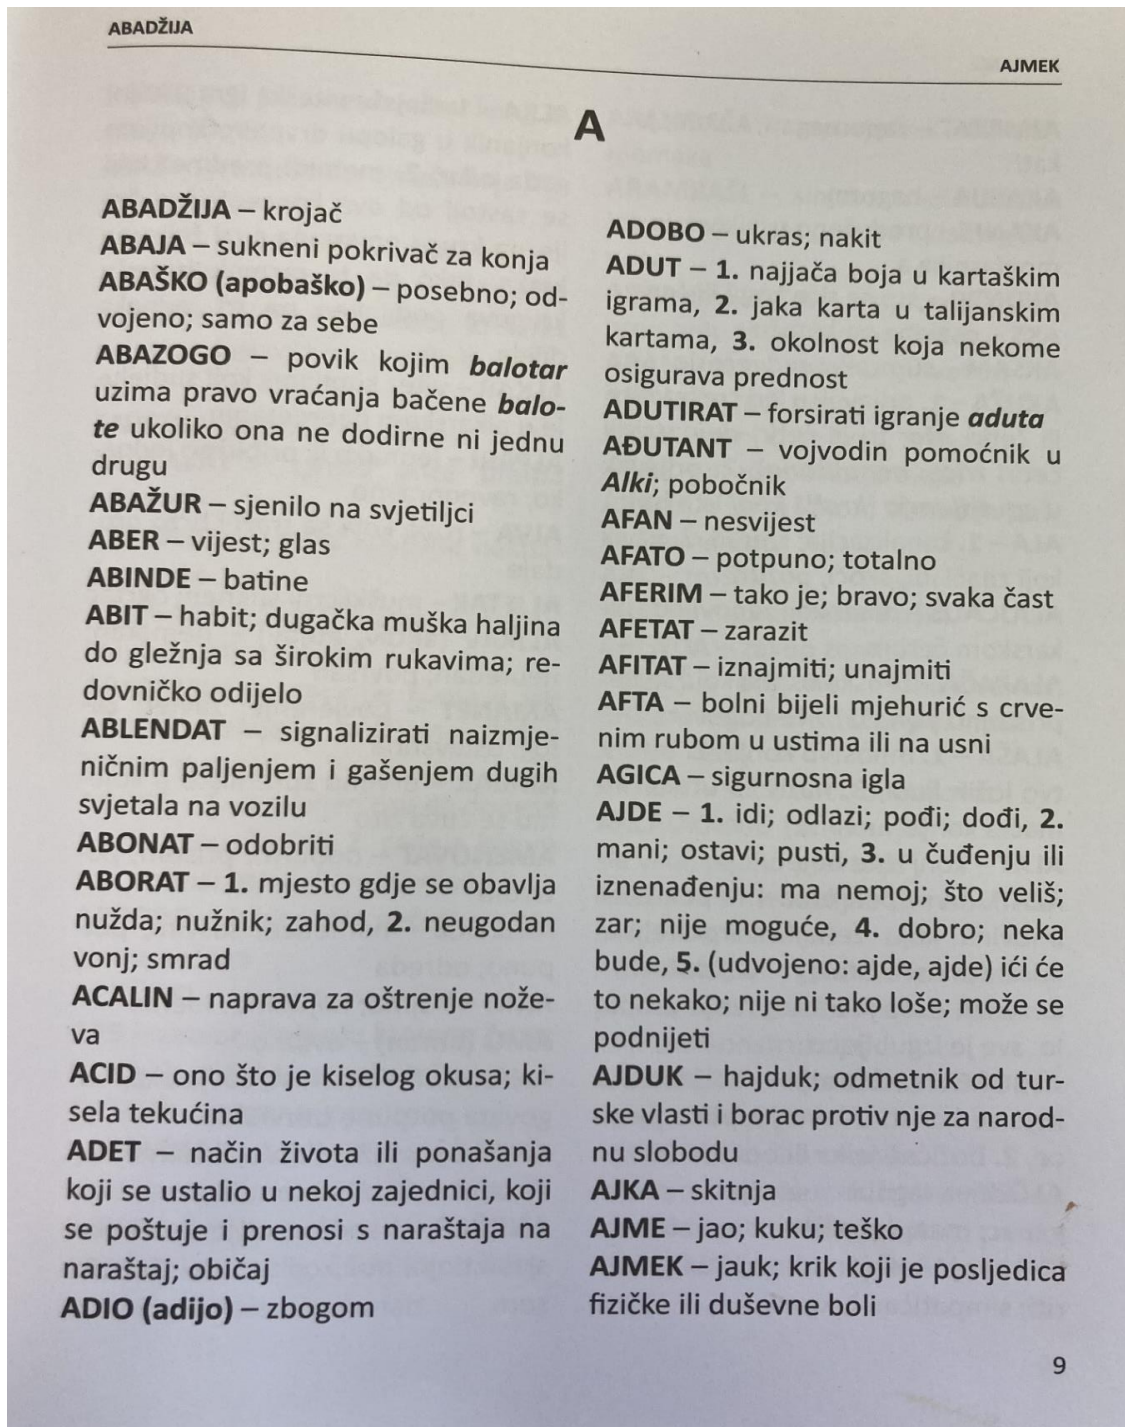 ABADŽIJA
AJMEK
A
ABADŽIJA – krojač
ABAJA – sukneni pokrivač za konja
ABAŠKO (apobaško) – posebno; od-
vojeno; samo za sebe
ABAZOGO – povik kojim balotar
uzima pravo vraćanja bačene balo-
te ukoliko ona ne dodirne ni jednu
drugu
ABAŽUR – sjenilo na svjetiljci
ABER – vijest; glas
ABINDE – batine
ABIT – habit; dugačka muška haljina
do gležnja sa širokim rukavima; re-
dovničko odijelo
ABLENDAT – signalizirati naizmje-
ničnim paljenjem i gašenjem dugih
svjetala na vozilu
ABONAT – odobriti
ABORAT – 1. mjesto gdje se obavlja
nužda; nužnik; zahod, 2. neugodan
vonj; smrad
ACALIN – naprava za oštrenje nože-
va
ACID – ono što je kiselog okusa; ki-
sela tekućina
ADET – način života ili ponašanja
koji se ustalio u nekoj zajednici, koji
se poštuje i prenosi s naraštaja na
naraštaj; običaj
ADIO (adijo) – zbogom
ADOBO – ukras; nakit
ADUT – 1. najjača boja u kartaškim
igrama, 2. jaka karta u talijanskim
kartama, 3. okolnost koja nekome
osigurava prednost
ADUTIRAT – forsirati igranje aduta
AĐUTANT – vojvodin pomoćnik u
Alki; pobočnik
AFAN – nesvijest
AFATO – potpuno; totalno
AFERIM – tako je; bravo; svaka čast
AFETAT – zarazit
AFITAT – iznajmiti; unajmiti
AFTA – bolni bijeli mjehurić s crve-
nim rubom u ustima ili na usni
AGICA – sigurnosna igla
AJDE – 1. idi; odlazi; pođi; dođi, 2.
mani; ostavi; pusti, 3. u čuđenju ili
iznenađenju: ma nemoj; što veliš;
zar; nije moguće, 4. dobro; neka
bude, 5. (udvojeno: ajde, ajde) ići će
to nekako; nije ni tako loše; može se
podnijeti
AJDUK – hajduk; odmetnik od tur-
ske vlasti i borac protiv nje za narod-
nu slobodu
AJKA – skitnja
AJME – jao; kuku; teško
AJMEK – jauk; krik koji je posljedica
fizičke ili duševne boli
9